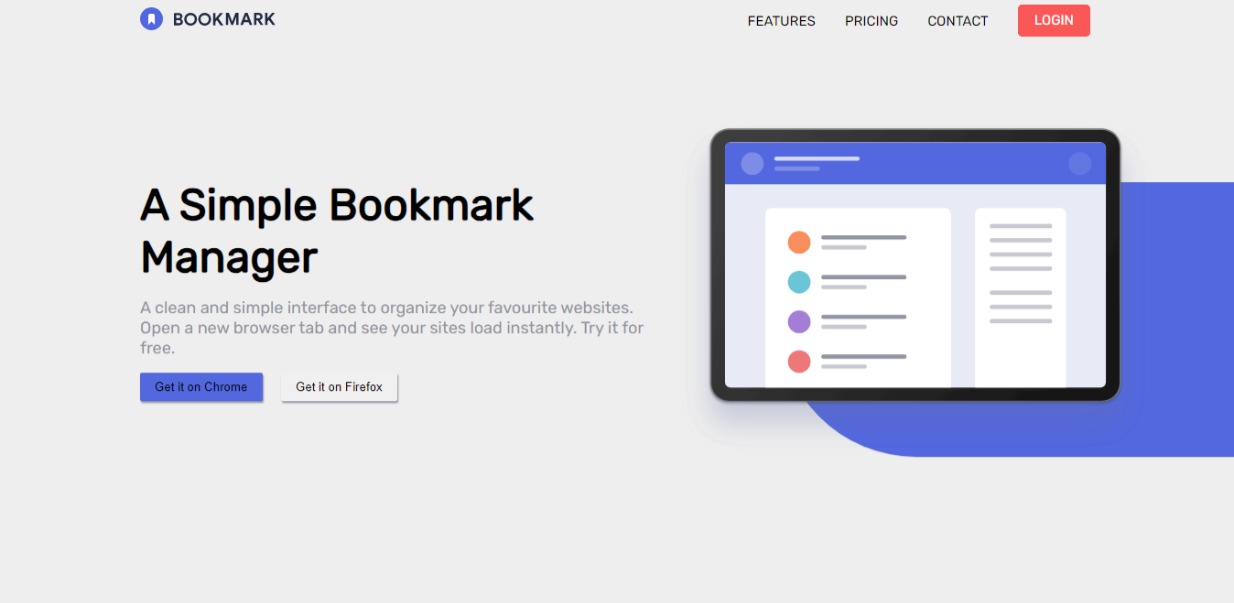 BOOKMARK
FEATURES PRICING CONTACT LOGIN
A Simple Bookmark
Manager
A clean and simple interface to organize your favourite websites.
Open a new browser tab and see your sites load instantly. Try it for
free.
Get it on Chrome Get it on Firefox